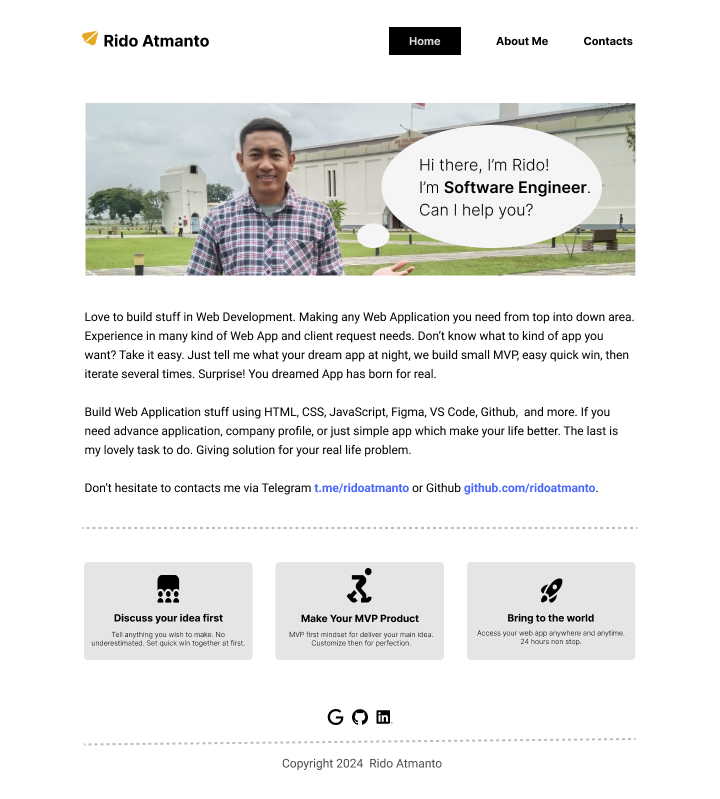 Rido Atmanto
Home
About Me
Contacts
Hi there, I’m Rido!
I’m Software Engineer.
Can I help you?
Love to build stuff in Web Development. Making any Web Application you need from top into down area.
Experience in many kind of Web App and client request needs. Don’t know what to kind of app you
want? Take it easy. Just tell me what your dream app at night, we build small MVP, easy quick win, then
iterate several times. Surprise! You dreamed App has born for real.
Build Web Application stuff using HTML, CSS, JavaScript, Figma, VS Code, Github,  and more. If you
need advance application, company profile, or just simple app which make your life better. The last is
my lovely task to do. Giving solution for your real life problem.
Don’t hesitate to contacts me via Telegram t.me/ridoatmanto or Github github.com/ridoatmanto.
Discuss your idea first
Tell anything you wish to make. No
underestimated. Set quick win together at first.
Make Your MVP Product
MVP first mindset for deliver your main idea.
Customize then for perfection.
Bring to the world
Access your web app anywhere and anytime.
24 hours non stop.
Copyright 2024  Rido Atmanto